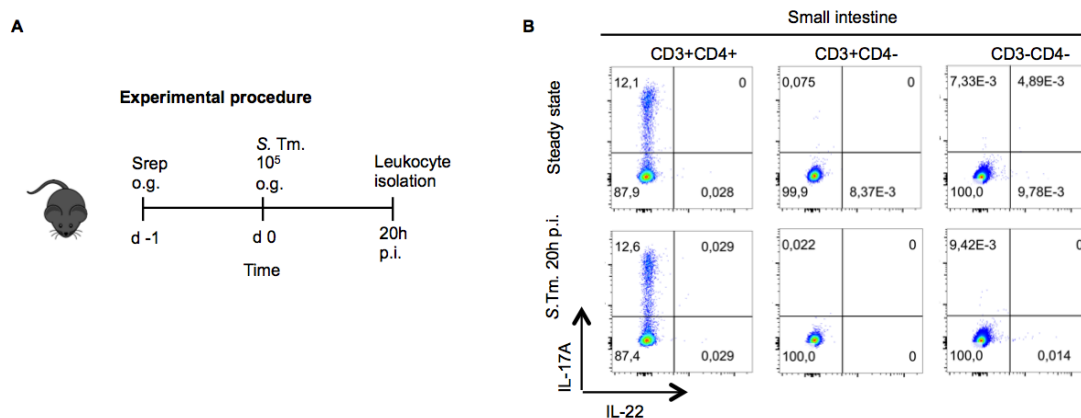 A
Experimental procedure
Srep
o.g.
S. Tm.
10⁵
o.g.
Leukocyte
isolation
d -1
d 0
20h
p.i.
Time
B
Small intestine
CD3+CD4+
CD3+CD4-
CD3-CD4-
Steady state
12,1
0
87,9
0,028
0,075
99,9
8,37E-3
7,33E-3
4,89E-3
100,0
9,78E-3
S.Tm. 20h p.i.
12,6
0,029
87,4
0,029
0,022
0
100,0
0
9,42E-3
0
100,0
0,014
IL-17A
IL-22